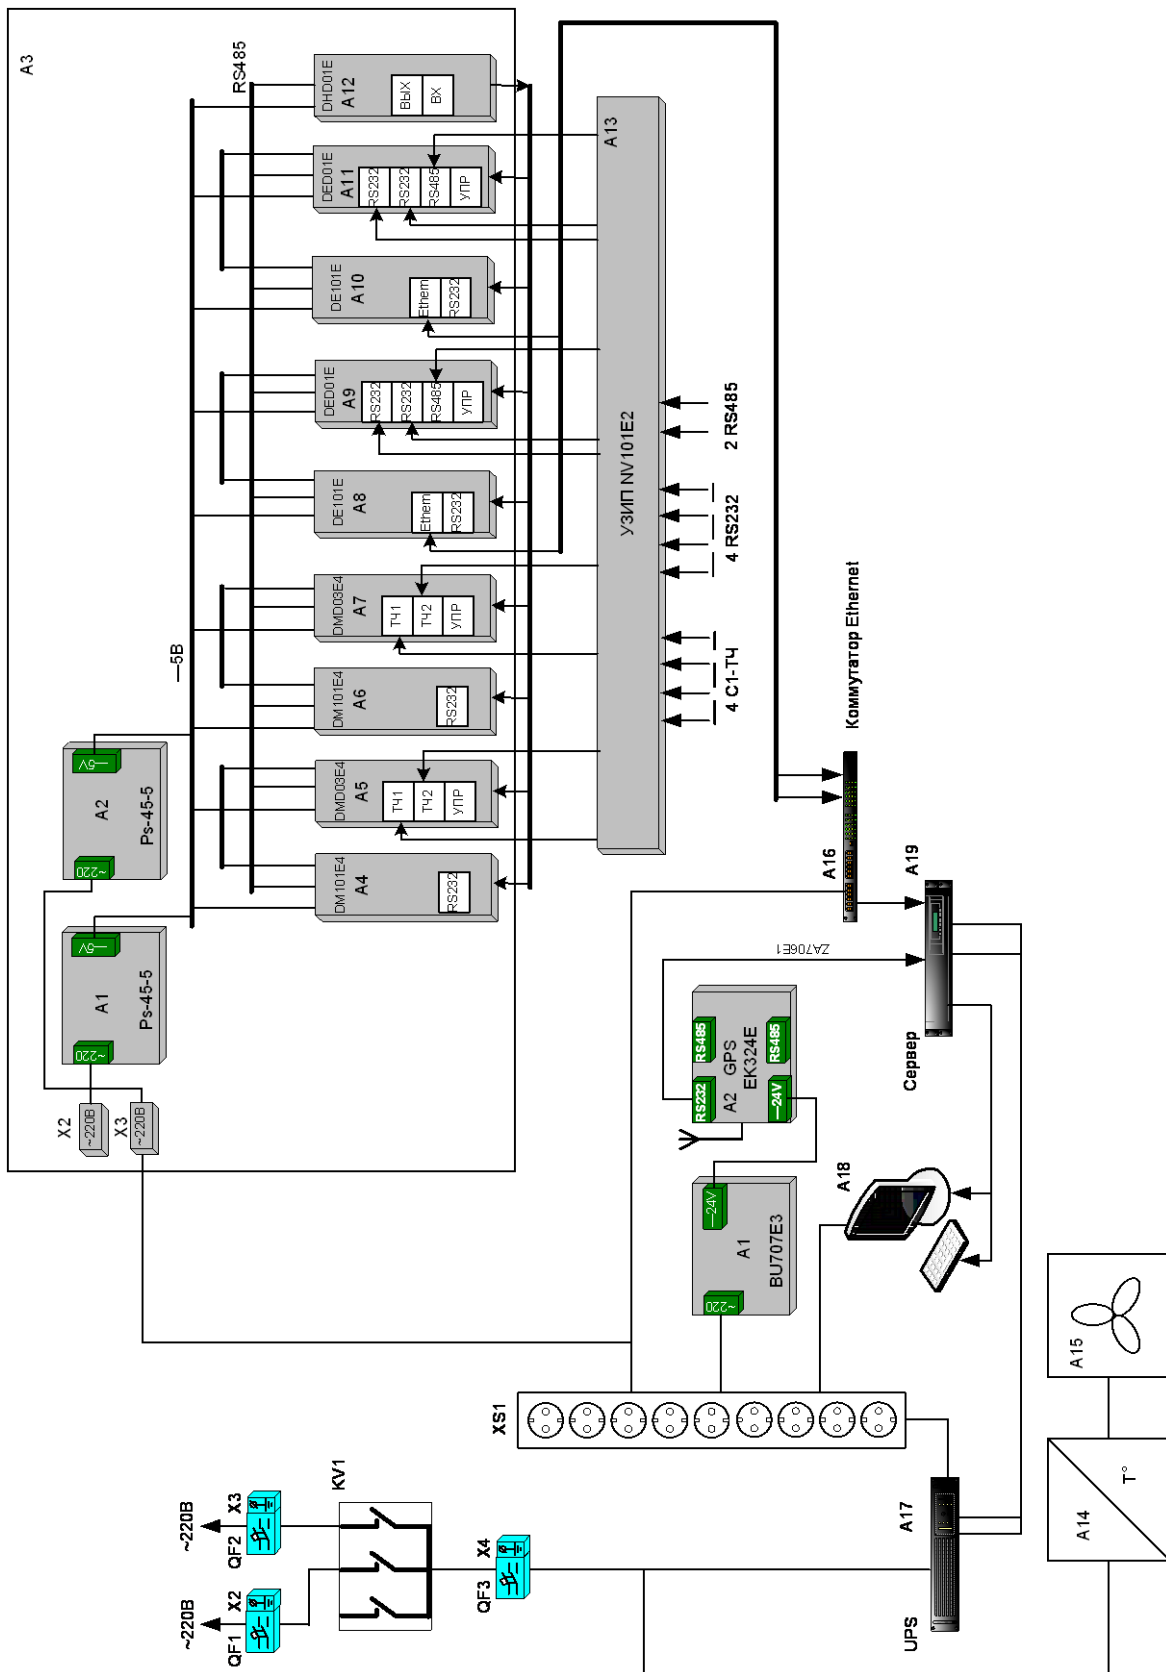 A3
RS485
—5В
A1
Ps-45-5
~220
—5V
A2
Ps-45-5
~220
—5V
X2
~220В
X3
~220В
DM101E4
A4
RS232
DMD03E4
A5
ТЧ1
ТЧ2
УПР
DM101E4
A6
RS232
DMD03E4
A7
ТЧ1
ТЧ2
УПР
DE101E
A8
Ethern
RS232
DED01E
A9
RS232
RS232
RS485
УПР
DE101E
A10
Ethern
RS232
DED01E
A11
RS232
RS232
RS485
УПР
DHD01E
A12
ВЫХ
ВХ
A13
УЗИП NV101E2
4 С1-ТЧ
4 RS232
2 RS485
Коммутатор Ethernet
A16
A19
Сервер
ZA706E1
RS232
RS485
A2
GPS
EK324E
—24V
RS485
—24V
A1
BU707E3
~220
A18
XS1
~220В
QF1
X2
~220В
QF2
X3
KV1
QF3
X4
UPS
A17
A14
T°
A15